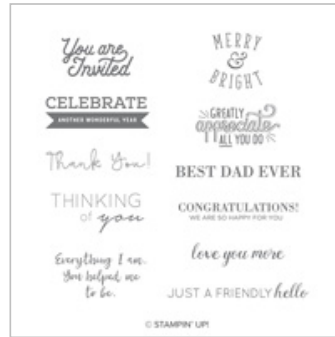 You are
Invited
CELEBRATE
ANOTHER WONDERFUL YEAR
Thank You!
THINKING
of you
Everything I am.
You helped me
to be.
MERRY
&
BRIGHT
GREATLY
appreciate
ALL YOU DO
BEST DAD EVER
CONGRATULATIONS!
WE ARE SO HAPPY FOR YOU
love you more
JUST A FRIENDLY hello
© STAMPIN' UP!